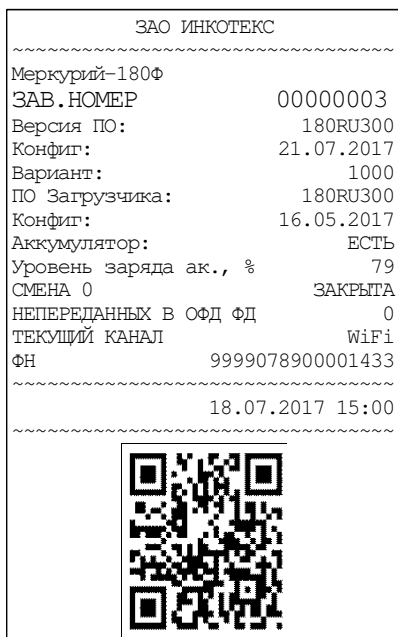 ЗАО ИНКОТЕКС
~~~~~~~~~~~~~~~~~~~~~~~~~~~~~~~~
Меркурий-180Ф
ЗАВ.НОМЕР 00000003
Версия ПО: 180RU300
Конфиг: 21.07.2017
Вариант: 1000
ПО Загрузчика: 180RU300
Конфиг: 16.05.2017
Аккумулятор: ЕСТЬ
Уровень заряда ак., % 79
СМЕНА 0 ЗАКРЫТА
НЕПЕРЕДАННЫХ В ОФД ФД 0
ТЕКУЩИЙ КАНАЛ WiFi
ФН 9999078900001433
~~~~~~~~~~~~~~~~~~~~~~~~~~~~~~~~
18.07.2017 15:00
~~~~~~~~~~~~~~~~~~~~~~~~~~~~~~~~